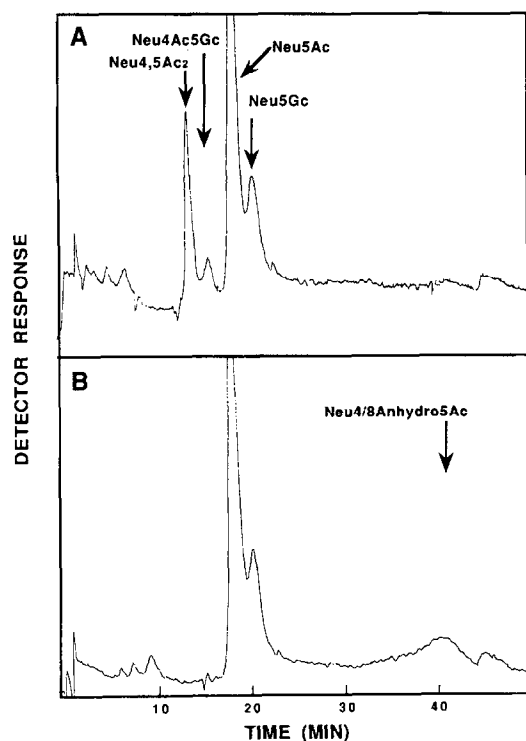 A
Neu4Ac5Gc
Neu4,5Ac2
Neu5Ac
Neu5Gc
DETECTOR RESPONSE
B
Neu4/8Anhydro5Ac
10 20 30 40
TIME (MIN)